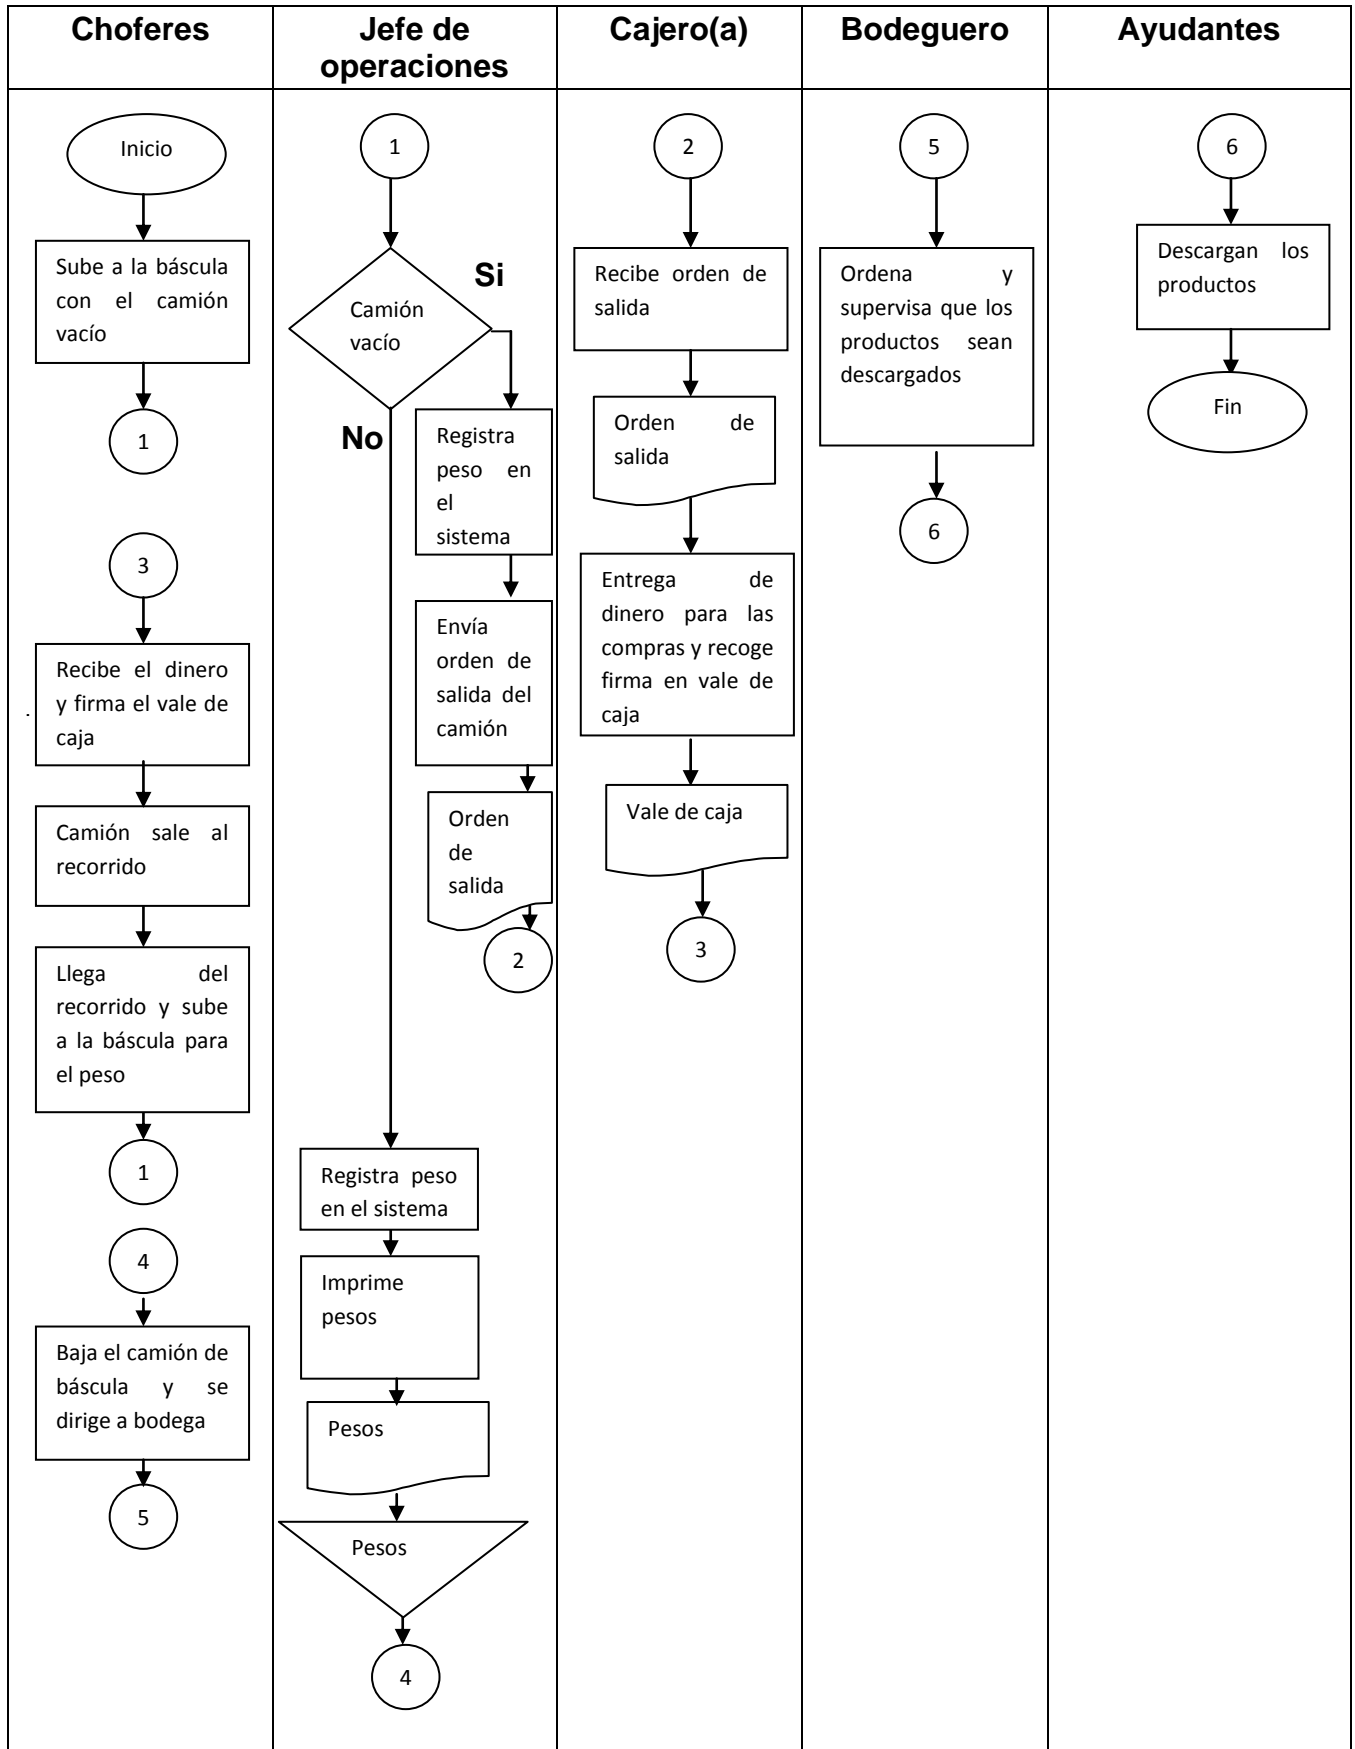 Choferes
Jefe de
operaciones
Cajero(a)
Bodeguero
Ayudantes
Inicio
Sube a la báscula
con el camión
vacío
1
3
Recibe el dinero
y firma el vale de
caja
.
Camión sale al
recorrido
Llega del
recorrido y sube
a la báscula para
el peso
1
4
Baja el camión de
báscula y se
dirige a bodega
5
1
Camión
vacío
Si
No
Registra
peso en
el
sistema
Envía
orden de
salida del
camión
Orden
de
salida
2
Registra peso
en el sistema
Imprime
pesos
Pesos
Pesos
4
2
Recibe orden de
salida
Orden de
salida
Entrega de
dinero para las
compras y recoge
firma en vale de
caja
Vale de caja
3
5
Ordena y
supervisa que los
productos sean
descargados
6
6
Descargan los
productos
Fin